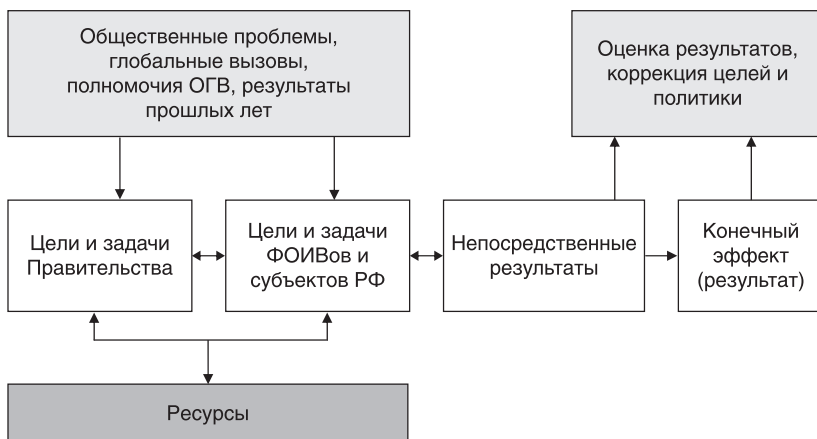 Общественные проблемы,
глобальные вызовы,
полномочия ОГВ, результаты
прошлых лет
Оценка результатов,
коррекция целей и
политики
Цели и задачи
Правительства
Цели и задачи
ФОИВов и
субъектов РФ
Непосредственные
результаты
Конечный
эффект
(результат)
Ресурсы